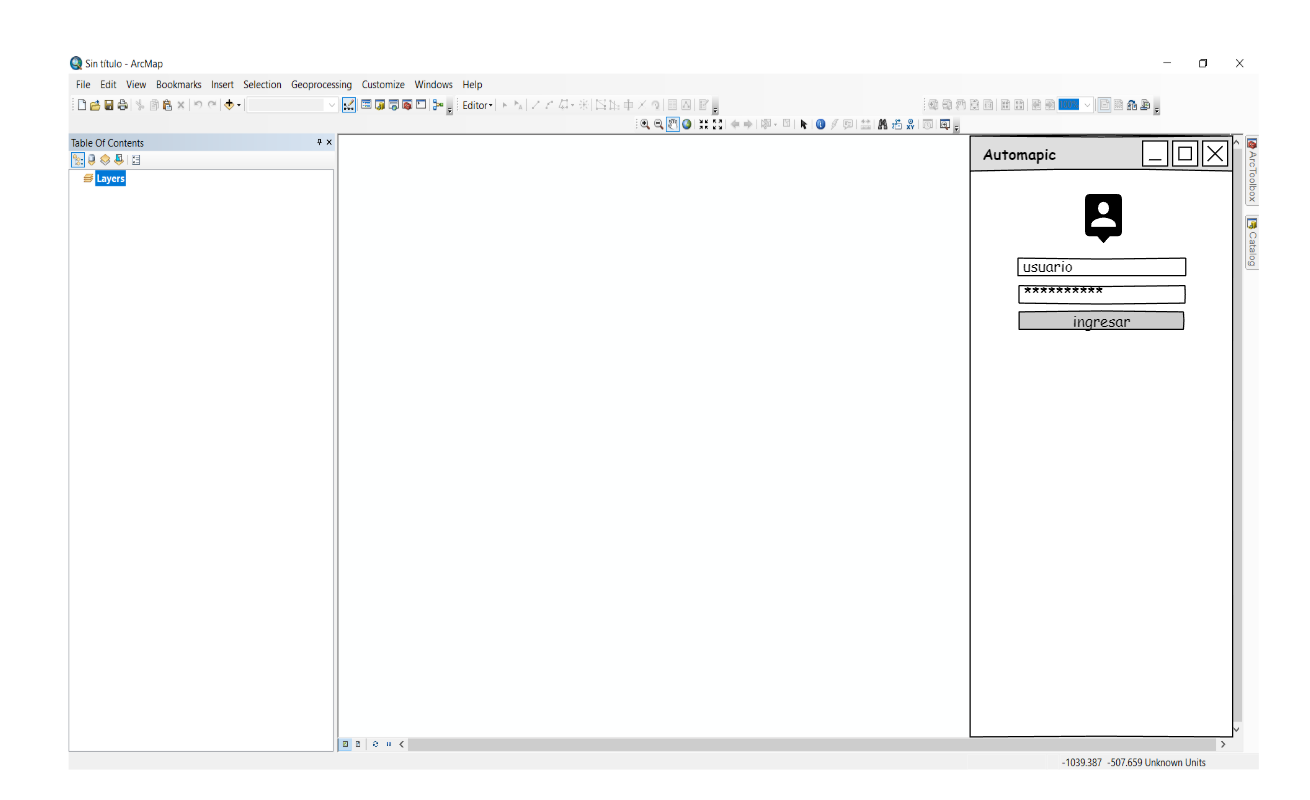 Sin título - ArcMap
File Edit View Bookmarks Insert Selection Geoprocessing Customize Windows Help
Editor
Table Of Contents
Layers
Automapic
usuario
**********
ingresar
ArcToolbox
Catalog
-1039.387 -507.659 Unknown Units